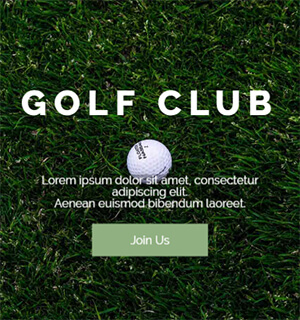 GOLF CLUB
Lorem ipsum dolor sit amet, consectetur
adipiscing elit.
Aenean euismod bibendum laoreet.
Join Us